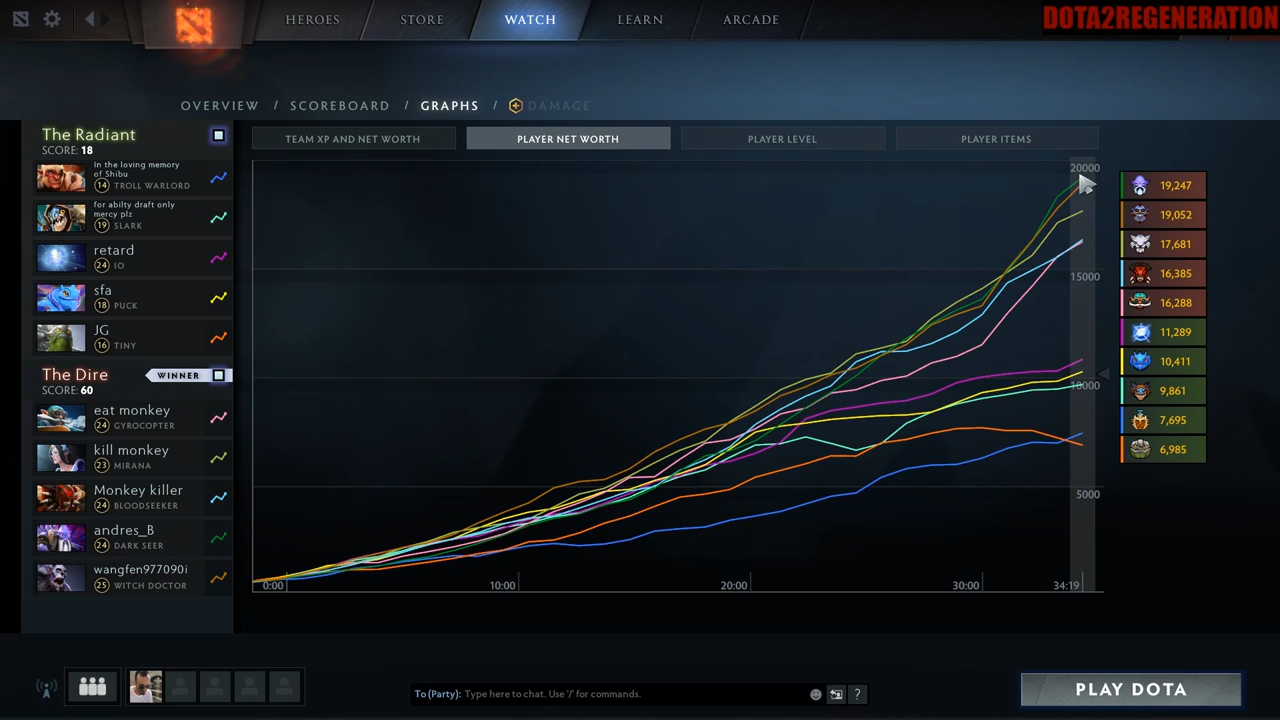 HEROES
STORE
WATCH
LEARN
ARCADE
DOTA2REGENERATION
OVERVIEW / SCOREBOARD / GRAPHS / DAMAGE
The Radiant
SCORE: 18
In the loving memory
of Shibu
14 TROLL WARLORD
for abilty draft only
mercy plz
19 SLARK
retard
24 IO
sfa
18 PUCK
JG
16 TINY
The Dire
WINNER
SCORE: 60
eat monkey
24 GYROCOPTER
kill monkey
23 MIRANA
Monkey killer
24 BLOODSEEKER
andres_B
24 DARK SEER
wangfen977090i
25 WITCH DOCTOR
TEAM XP AND NET WORTH
PLAYER NET WORTH
PLAYER LEVEL
PLAYER ITEMS
20000
15000
10000
5000
0:00
10:00
20:00
30:00
34:19
19,247
19,052
17,681
16,385
16,288
11,289
10,411
9,861
7,695
6,985
To (Party): Type here to chat. Use '/' for commands.
?
PLAY DOTA